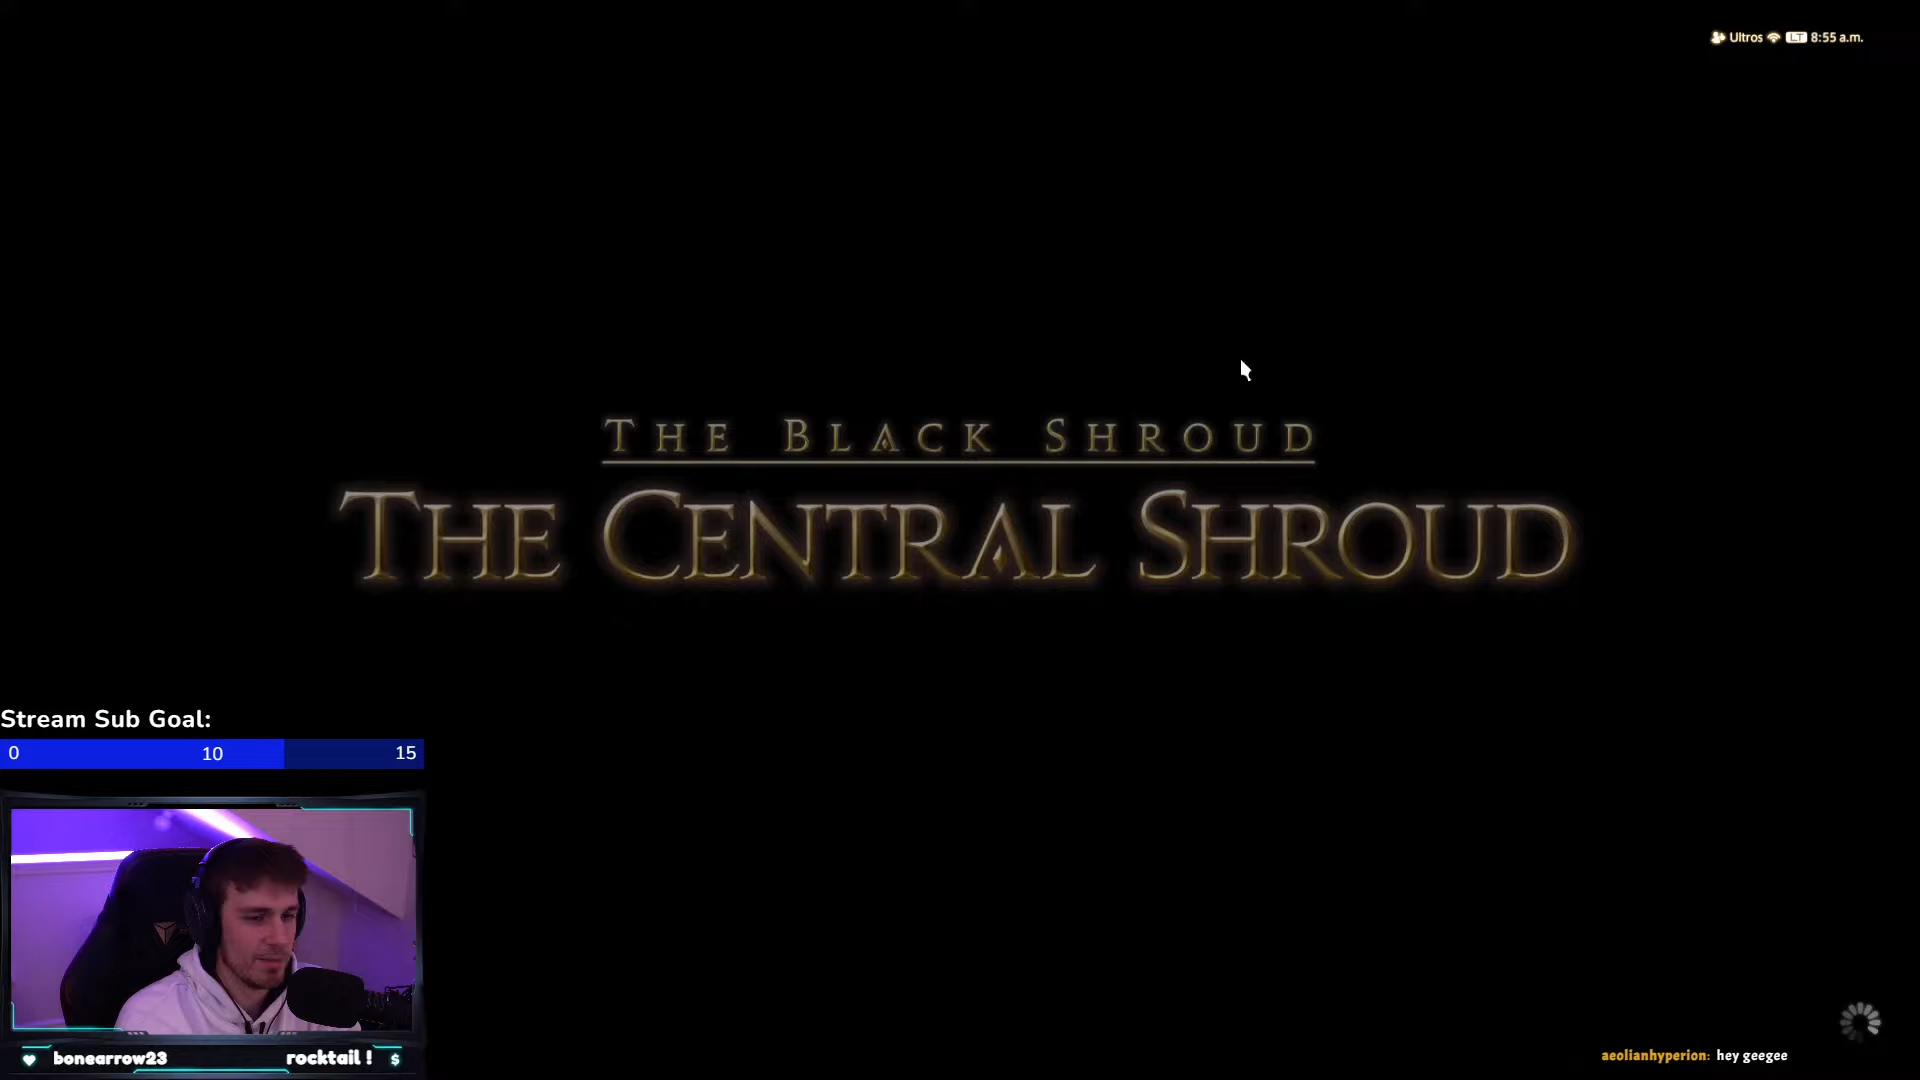 Ultros LT 8:55 a.m.
THE BLACK SHROUD
THE CENTRAL SHROUD
Stream Sub Goal:
0 10 15
bonearrow23 rocktail ! $
aeolianhyperion: hey geegee